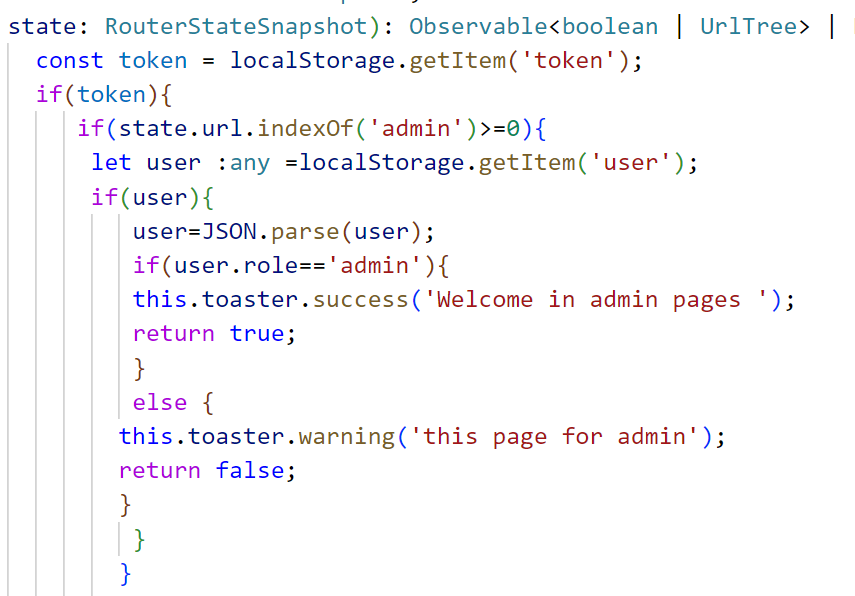 state: RouterStateSnapshot): Observable<boolean | UrlTree> |
const token = localStorage.getItem('token');
if(token){
if(state.url.indexOf('admin')>=0){
let user :any =localStorage.getItem('user');
if(user){
user=JSON.parse(user);
if(user.role=='admin'){
this.toaster.success('Welcome in admin pages ');
return true;
}
else {
this.toaster.warning('this page for admin');
return false;
}
}
}